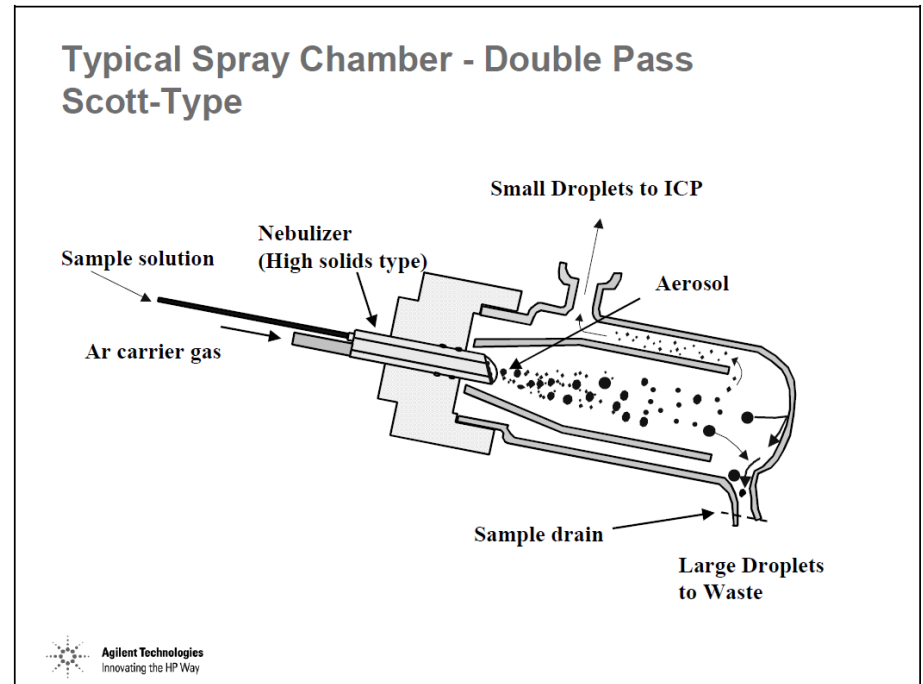 Typical Spray Chamber - Double Pass
Scott-Type
Small Droplets to ICP
Nebulizer
(High solids type)
Sample solution
Aerosol
Ar carrier gas
Sample drain
Large Droplets
to Waste
Agilent Technologies
Innovating the HP Way